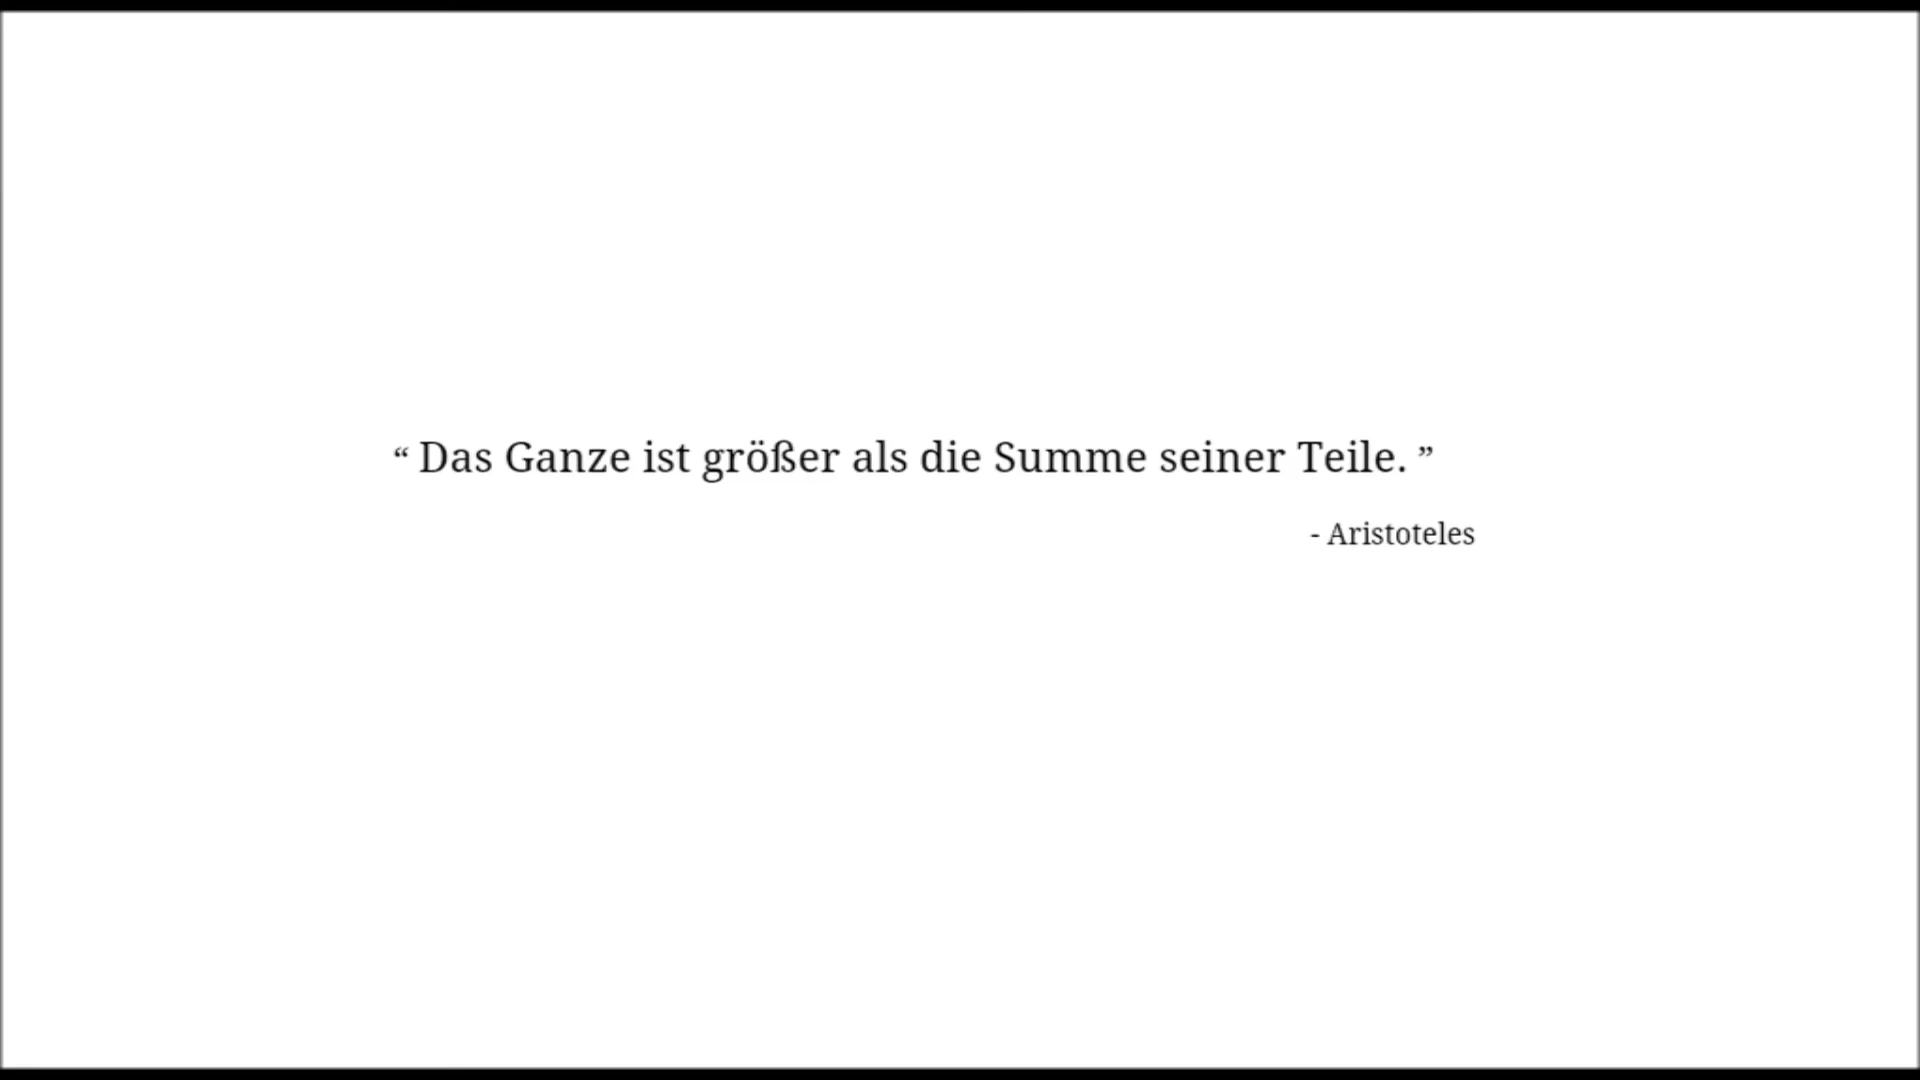 “ Das Ganze ist größer als die Summe seiner Teile. ”
- Aristoteles